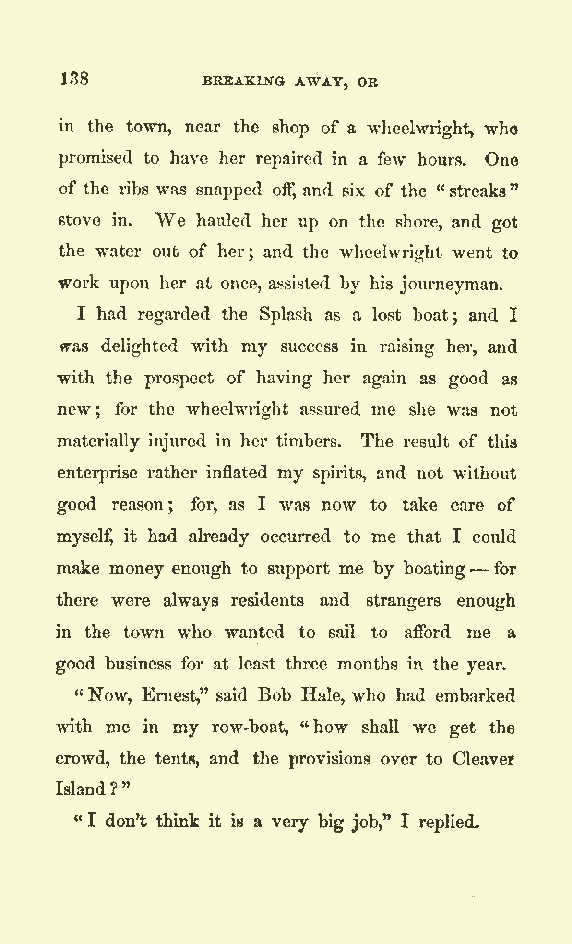 138 BREAKING AWAY, OR
in the town, near the shop of a wheelwright, who
promised to have her repaired in a few hours. One
of the ribs was snapped off, and six of the "streaks"
stove in. We hauled her up on the shore, and got
the water out of her; and the wheelwright went to
work upon her at once, assisted by his journeyman.
I had regarded the Splash as a lost boat; and I
was delighted with my success in raising her, and
with the prospect of having her again as good as
new; for the wheelwright assured me she was not
materially injured in her timbers. The result of this
enterprise rather inflated my spirits, and not without
good reason; for, as I was now to take care of
myself, it had already occurred to me that I could
make money enough to support me by boating — for
there were always residents and strangers enough
in the town who wanted to sail to afford me a
good business for at least three months in the year.
"Now, Ernest," said Bob Hale, who had embarked
with me in my row-boat, "how shall we get the
crowd, the tents, and the provisions over to Cleaver
Island?"
"I don't think it is a very big job," I replied.